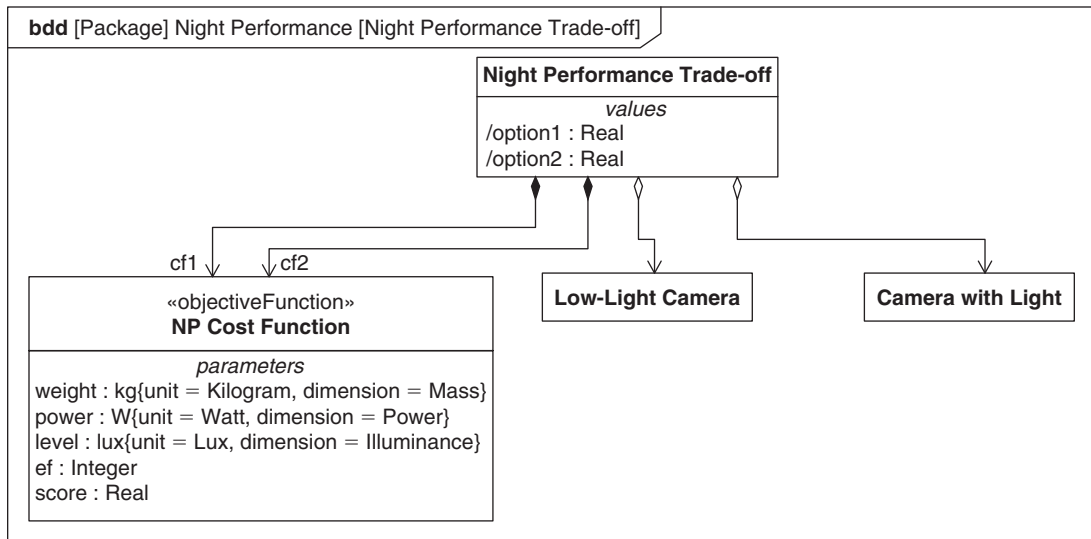 bdd [Package] Night Performance [Night Performance Trade-off]
Night Performance Trade-off
values
/option1 : Real
/option2 : Real
cf1
cf2
«objectiveFunction»
NP Cost Function
parameters
weight : kg{unit = Kilogram, dimension = Mass}
power : W{unit = Watt, dimension = Power}
level : lux{unit = Lux, dimension = Illuminance}
ef : Integer
score : Real
Low-Light Camera
Camera with Light